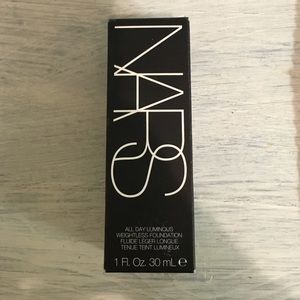 NARS
ALL DAY LUMINOUS
WEIGHTLESS FOUNDATION
FLUIDE LÉGER LONGUE
TENUE TEINT LUMINEUX
1 FL. Oz. 30 mL ℮